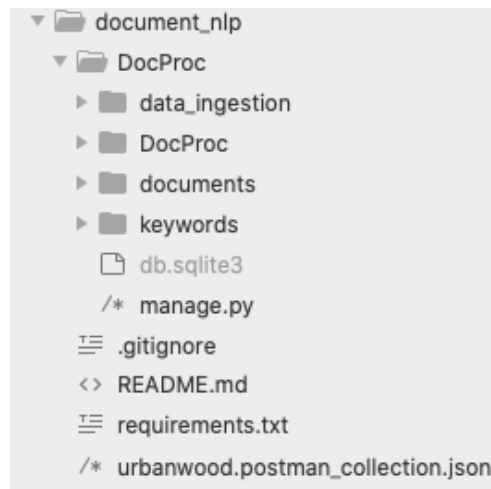 document_nlp
DocProc
data_ingestion
DocProc
documents
keywords
db.sqlite3
/* manage.py
.gitignore
<> README.md
requirements.txt
/* urbanwood.postman_collection.json